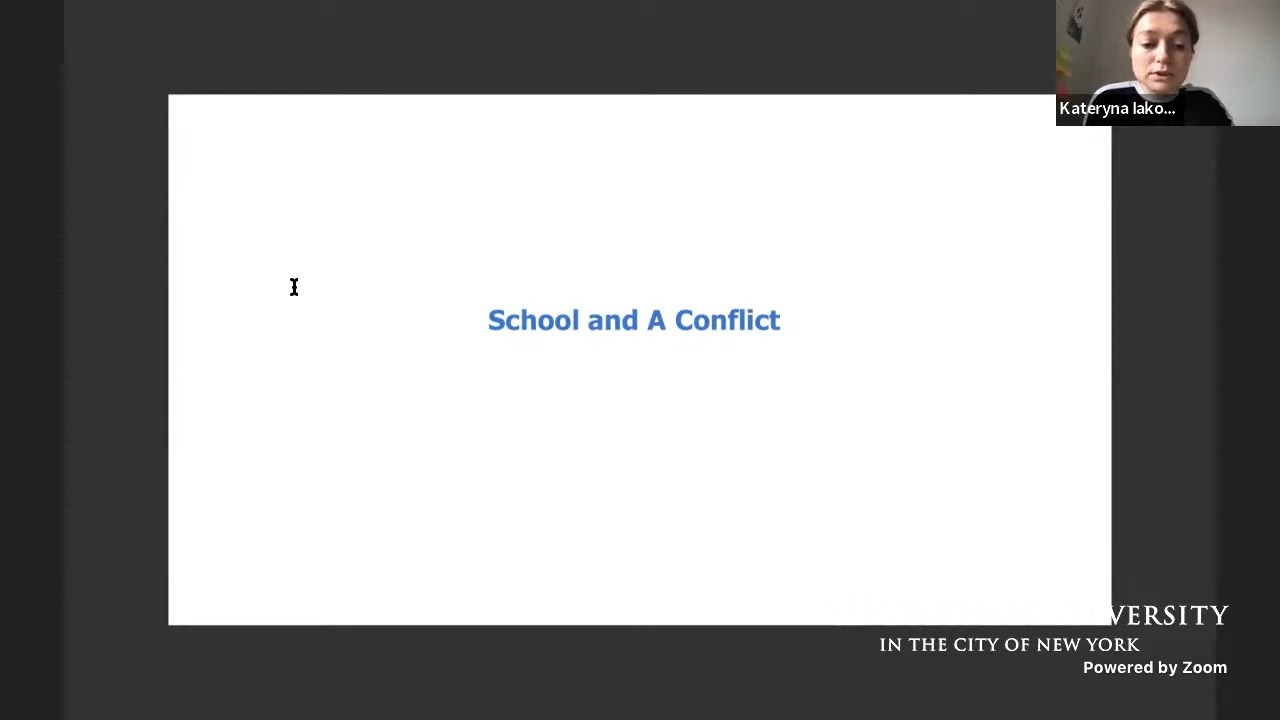 Kateryna Iako...
School and A Conflict
VERSITY
IN THE CITY OF NEW YORK
Powered by Zoom